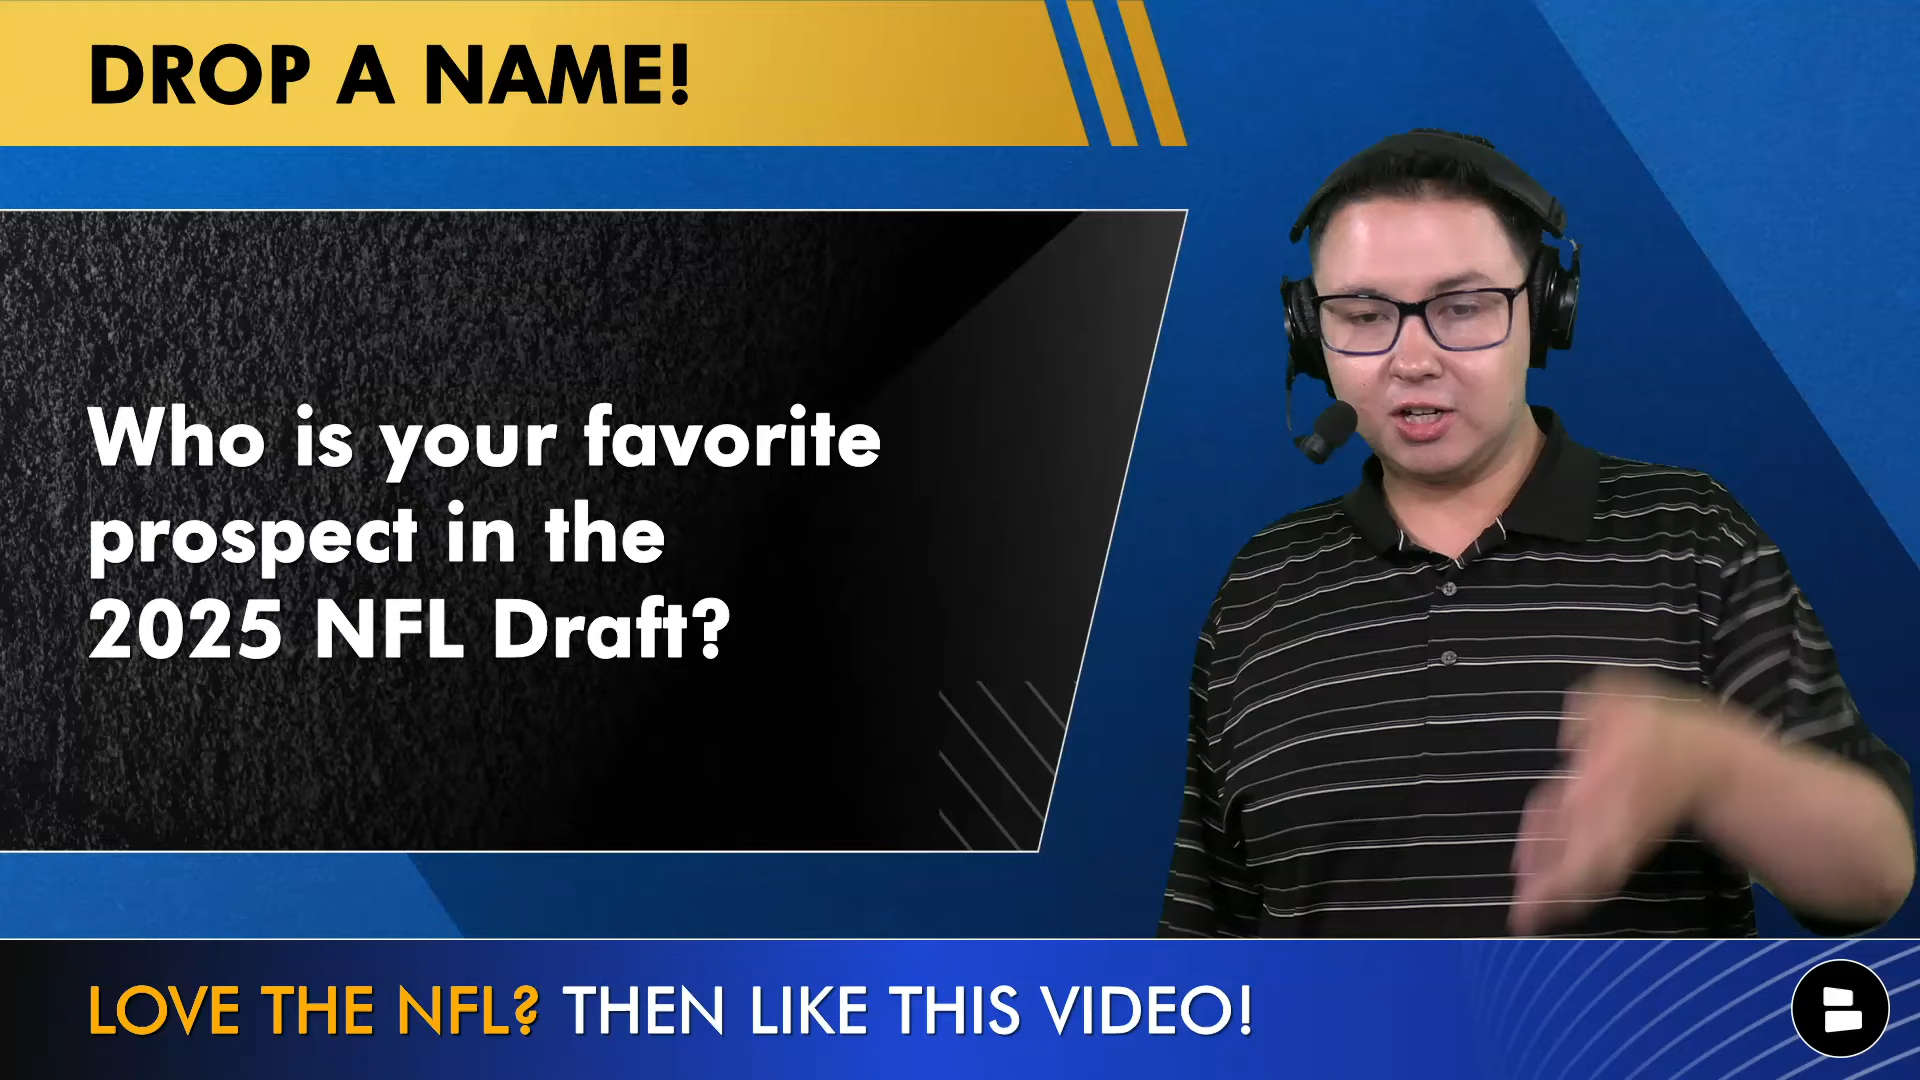 DROP A NAME!
Who is your favorite
prospect in the
2025 NFL Draft?
LOVE THE NFL? THEN LIKE THIS VIDEO!